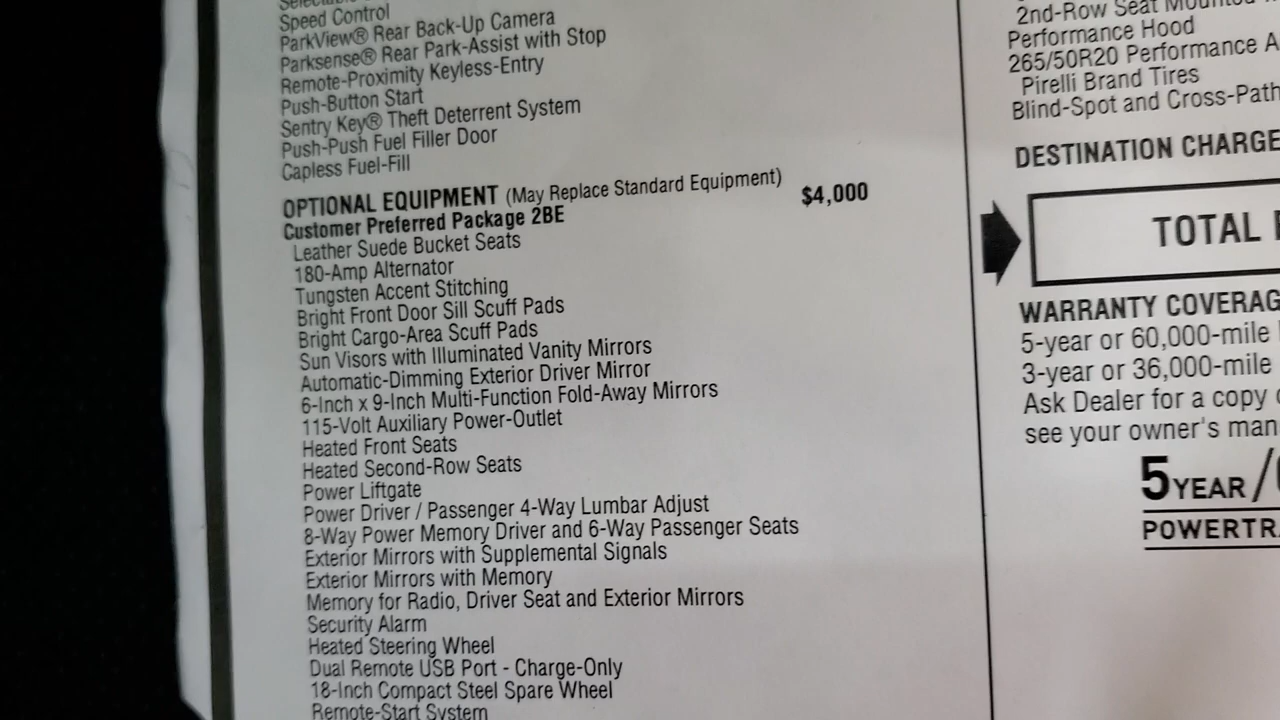 Speed Control
ParkView® Rear Back-Up Camera
Parksense® Rear Park-Assist with Stop
Remote-Proximity Keyless-Entry
Push-Button Start
Sentry Key® Theft Deterrent System
Push-Push Fuel Filler Door
Capless Fuel-Fill
OPTIONAL EQUIPMENT (May Replace Standard Equipment)
Customer Preferred Package 2BE $4,000
Leather Suede Bucket Seats
180-Amp Alternator
Tungsten Accent Stitching
Bright Front Door Sill Scuff Pads
Bright Cargo-Area Scuff Pads
Sun Visors with Illuminated Vanity Mirrors
Automatic-Dimming Exterior Driver Mirror
6-Inch x 9-Inch Multi-Function Fold-Away Mirrors
115-Volt Auxiliary Power-Outlet
Heated Front Seats
Heated Second-Row Seats
Power Liftgate
Power Driver / Passenger 4-Way Lumbar Adjust
8-Way Power Memory Driver and 6-Way Passenger Seats
Exterior Mirrors with Supplemental Signals
Exterior Mirrors with Memory
Memory for Radio, Driver Seat and Exterior Mirrors
Security Alarm
Heated Steering Wheel
Dual Remote USB Port - Charge-Only
18-Inch Compact Steel Spare Wheel
Remote-Start System
2nd-Row Seat Mounted
Performance Hood
265/50R20 Performance A
Pirelli Brand Tires
Blind-Spot and Cross-Path
DESTINATION CHARGE
TOTAL
WARRANTY COVERAG
5-year or 60,000-mile
3-year or 36,000-mile
Ask Dealer for a copy
see your owner's man
5 YEAR/
POWERTR